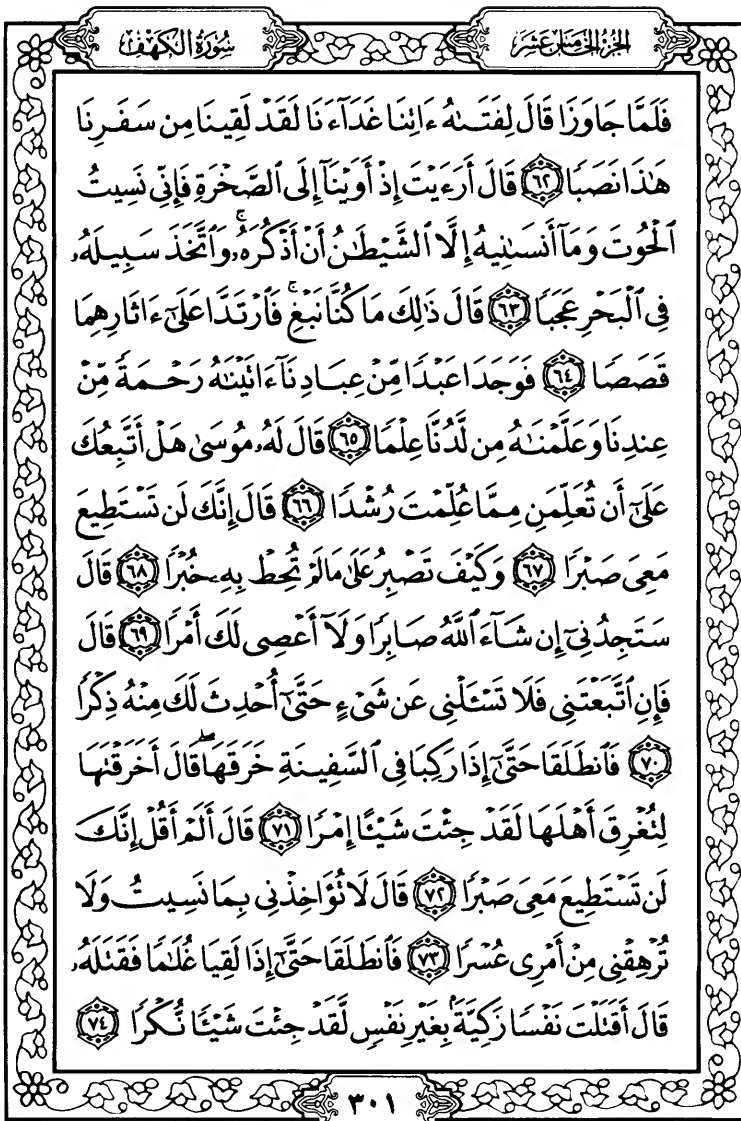 سُورَةُ الكَهْفِ
الجُزْءُ الخَامِسَ عَشَرَ
فَلَمَّا جَاوَزَا قَالَ لِفَتَىٰهُ ءَاتِنَا غَدَآءَنَا لَقَدْ لَقِينَا مِن سَفَرِنَا
هَٰذَا نَصَبًا ٦٢ قَالَ أَرَءَيْتَ إِذْ أَوَيْنَآ إِلَى ٱلصَّخْرَةِ فَإِنِّى نَسِيتُ
ٱلْحُوتَ وَمَآ أَنسَىٰنِيهُ إِلَّا ٱلشَّيْطَٰنُ أَنْ أَذْكُرَهُۥ ۚ وَٱتَّخَذَ سَبِيلَهُۥ
فِى ٱلْبَحْرِ عَجَبًا ٦٣ قَالَ ذَٰلِكَ مَا كُنَّا نَبْغِ ۚ فَٱرْتَدَّا عَلَىٰٓ ءَاثَارِهِمَا
قَصَصًا ٦٤ فَوَجَدَا عَبْدًا مِّنْ عِبَادِنَآ ءَاتَيْنَٰهُ رَحْمَةً مِّنْ
عِندِنَا وَعَلَّمْنَٰهُ مِن لَّدُنَّا عِلْمًا ٦٥ قَالَ لَهُۥ مُوسَىٰ هَلْ أَتَّبِعُكَ
عَلَىٰٓ أَن تُعَلِّمَنِ مِمَّا عُلِّمْتَ رُشْدًا ٦٦ قَالَ إِنَّكَ لَن تَسْتَطِيعَ
مَعِىَ صَبْرًا ٦٧ وَكَيْفَ تَصْبِرُ عَلَىٰ مَا لَمْ تُحِطْ بِهِۦ خُبْرًا ٦٨ قَالَ
سَتَجِدُنِىٓ إِن شَآءَ ٱللَّهُ صَابِرًا وَلَآ أَعْصِى لَكَ أَمْرًا ٦٩ قَالَ
فَإِنِ ٱتَّبَعْتَنِى فَلَا تَسْـَٔلْنِى عَن شَىْءٍ حَتَّىٰٓ أُحْدِثَ لَكَ مِنْهُ ذِكْرًا
٧٠ فَٱنطَلَقَا حَتَّىٰٓ إِذَا رَكِبَا فِى ٱلسَّفِينَةِ خَرَقَهَا ۖ قَالَ أَخَرَقْتَهَا
لِتُغْرِقَ أَهْلَهَا لَقَدْ جِئْتَ شَيْـًٔا إِمْرًا ٧١ قَالَ أَلَمْ أَقُلْ إِنَّكَ
لَن تَسْتَطِيعَ مَعِىَ صَبْرًا ٧٢ قَالَ لَا تُؤَاخِذْنِى بِمَا نَسِيتُ وَلَا
تُرْهِقْنِى مِنْ أَمْرِى عُسْرًا ٧٣ فَٱنطَلَقَا حَتَّىٰٓ إِذَا لَقِيَا غُلَٰمًا فَقَتَلَهُۥ
قَالَ أَقَتَلْتَ نَفْسًا زَكِيَّةًۢ بِغَيْرِ نَفْسٍ لَّقَدْ جِئْتَ شَيْـًٔا نُّكْرًا ٧٤
٣٠١